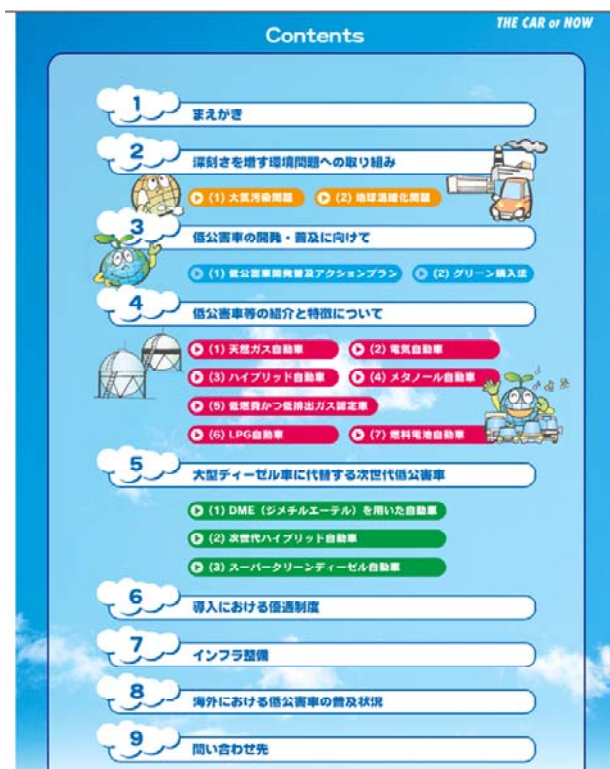 THE CAR OF NOW
Contents
1 まえがき
2 深刻さを増す環境問題への取り組み
(1) 大気汚染問題 (2) 地球温暖化問題
3 低公害車の開発・普及に向けて
(1) 低公害車開発普及アクションプラン (2) グリーン購入法
4 低公害車等の紹介と特徴について
(1) 天然ガス自動車 (2) 電気自動車
(3) ハイブリッド自動車 (4) メタノール自動車
(5) 低燃費かつ低排出ガス認定車
(6) LPG自動車 (7) 燃料電池自動車
5 大型ディーゼル車に代替する次世代低公害車
(1) DME(ジメチルエーテル)を用いた自動車
(2) 次世代ハイブリッド自動車
(3) スーパークリーンディーゼル自動車
6 導入における優遇制度
7 インフラ整備
8 海外における低公害車の普及状況
9 問い合わせ先